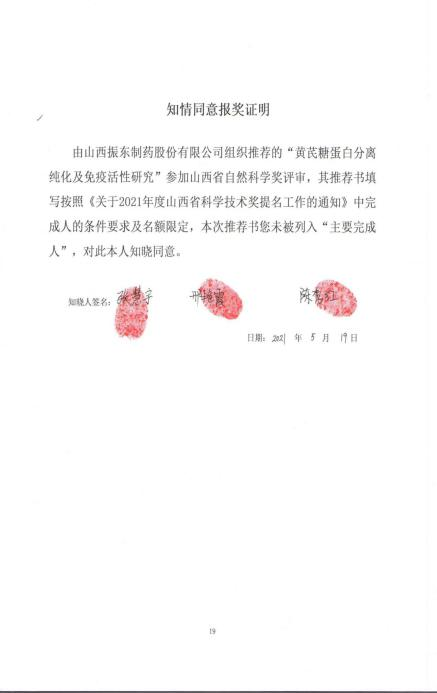 知情同意报奖证明
由山西振东制药股份有限公司组织推荐的“黄芪糖蛋白分离
纯化及免疫活性研究”参加山西省自然科学奖评审，其推荐书填
写按照《关于2021年度山西省科学技术奖提名工作的通知》中完
成人的条件要求及名额限定，本次推荐书您未被列入“主要完成
人”，对此本人知晓同意。
知晓人签名：张 宇 邢 霞 陈 红
日期：2021 年 5 月 19日
19